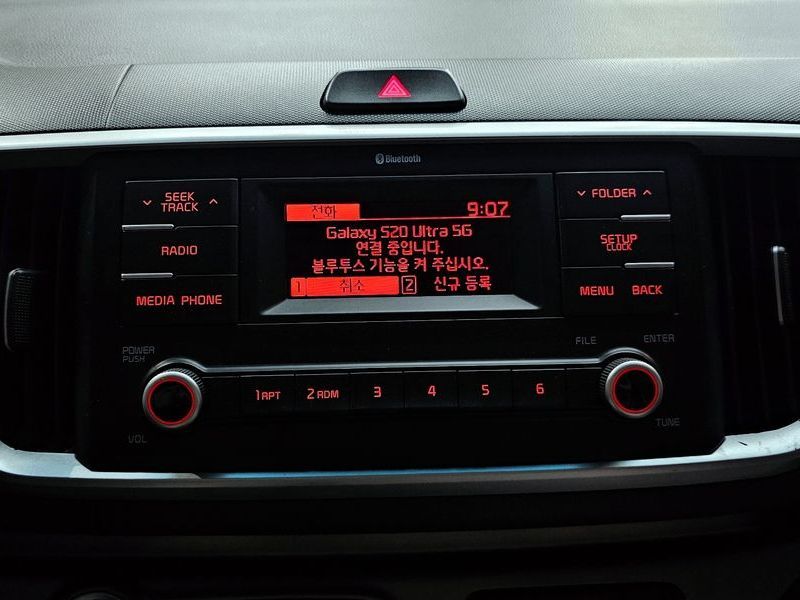 Bluetooth
SEEK
TRACK
RADIO
MEDIA PHONE
전화 9:07
Galaxy S20 Ultra 5G
연결 중입니다.
블루투스 기능을 켜 주십시오.
1 취소 2 신규 등록
FOLDER
SETUP
CLOCK
MENU BACK
POWER
PUSH
VOL
1 RPT 2 RDM 3 4 5 6
FILE
ENTER
TUNE